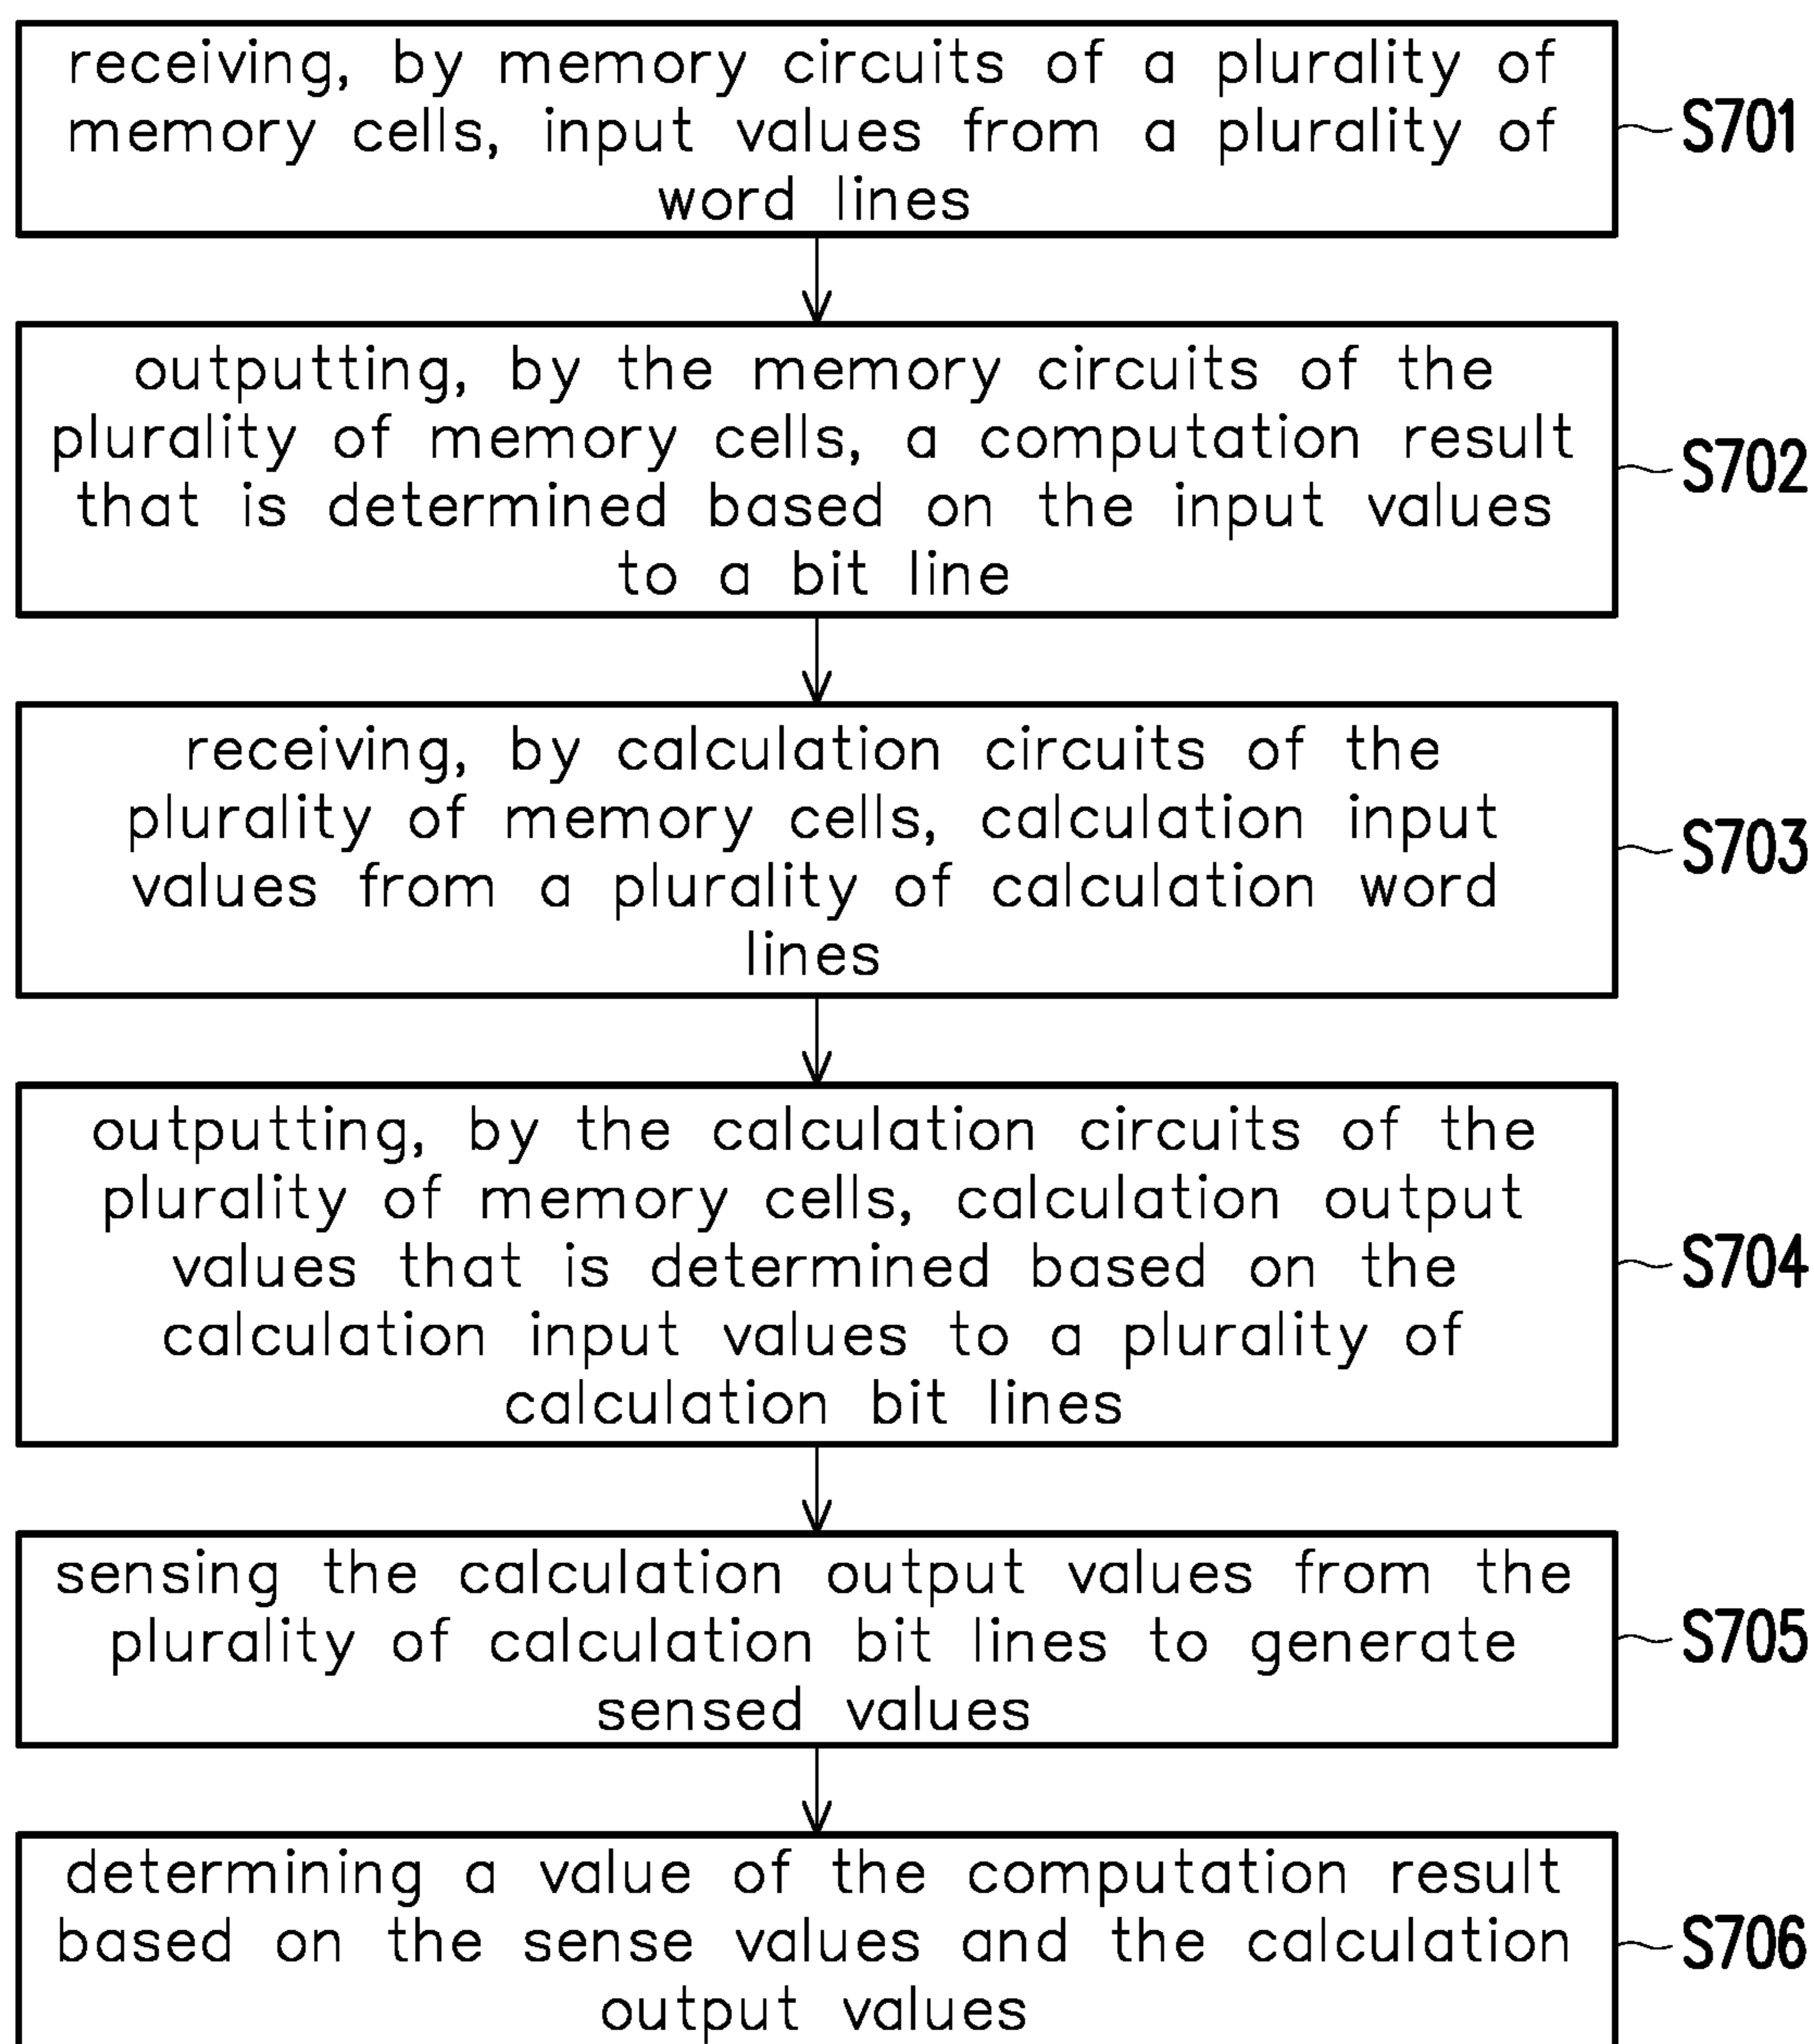 receiving, by memory circuits of a plurality of
memory cells, input values from a plurality of
word lines
S701
outputting, by the memory circuits of the
plurality of memory cells, a computation result
that is determined based on the input values
to a bit line
S702
receiving, by calculation circuits of the
plurality of memory cells, calculation input
values from a plurality of calculation word
lines
S703
outputting, by the calculation circuits of the
plurality of memory cells, calculation output
values that is determined based on the
calculation input values to a plurality of
calculation bit lines
S704
sensing the calculation output values from the
plurality of calculation bit lines to generate
sensed values
S705
determining a value of the computation result
based on the sense values and the calculation
output values
S706